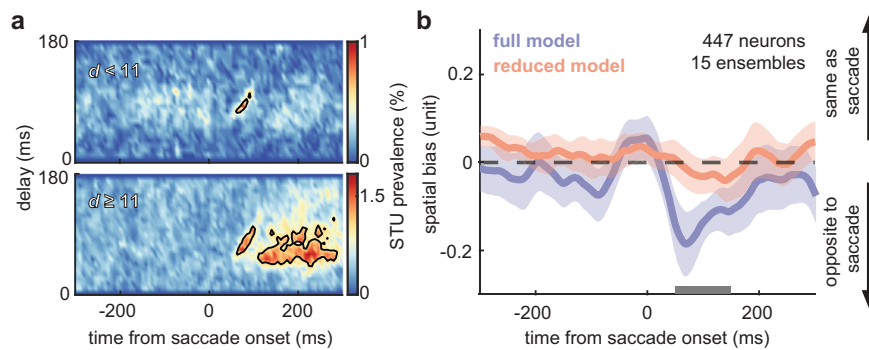 a
180
d < 11
0
180
d ≥ 11
0
delay (ms)
-200
0
200
time from saccade onset (ms)
1
0
1.5
0
STU prevalence (%)
b
full model
reduced model
447 neurons
15 ensembles
0.2
0
-0.2
spatial bias (unit)
-200
0
200
time from saccade onset (ms)
same as
saccade
opposite to
saccade